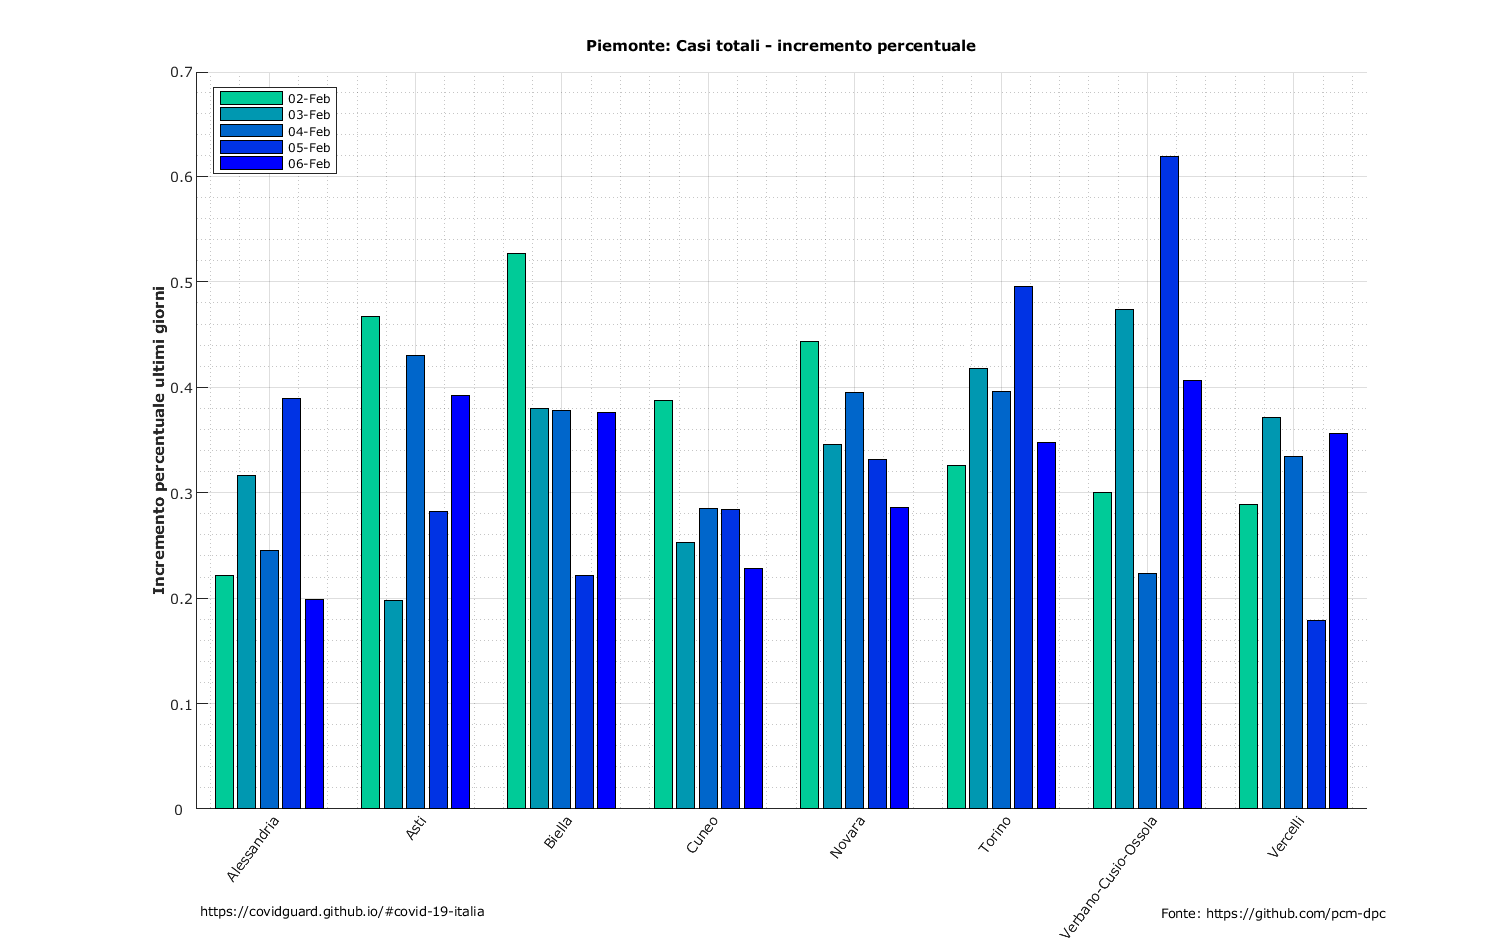 Piemonte: Casi totali - incremento percentuale
0.7
0.6
0.5
0.4
0.3
0.2
0.1
0
Incremento percentuale ultimi giorni
02-Feb
03-Feb
04-Feb
05-Feb
06-Feb
Alessandria
Asti
Biella
Cuneo
Novara
Torino
Verbano-Cusio-Ossola
Vercelli
https://covidguard.github.io/#covid-19-italia
Fonte: https://github.com/pcm-dpc